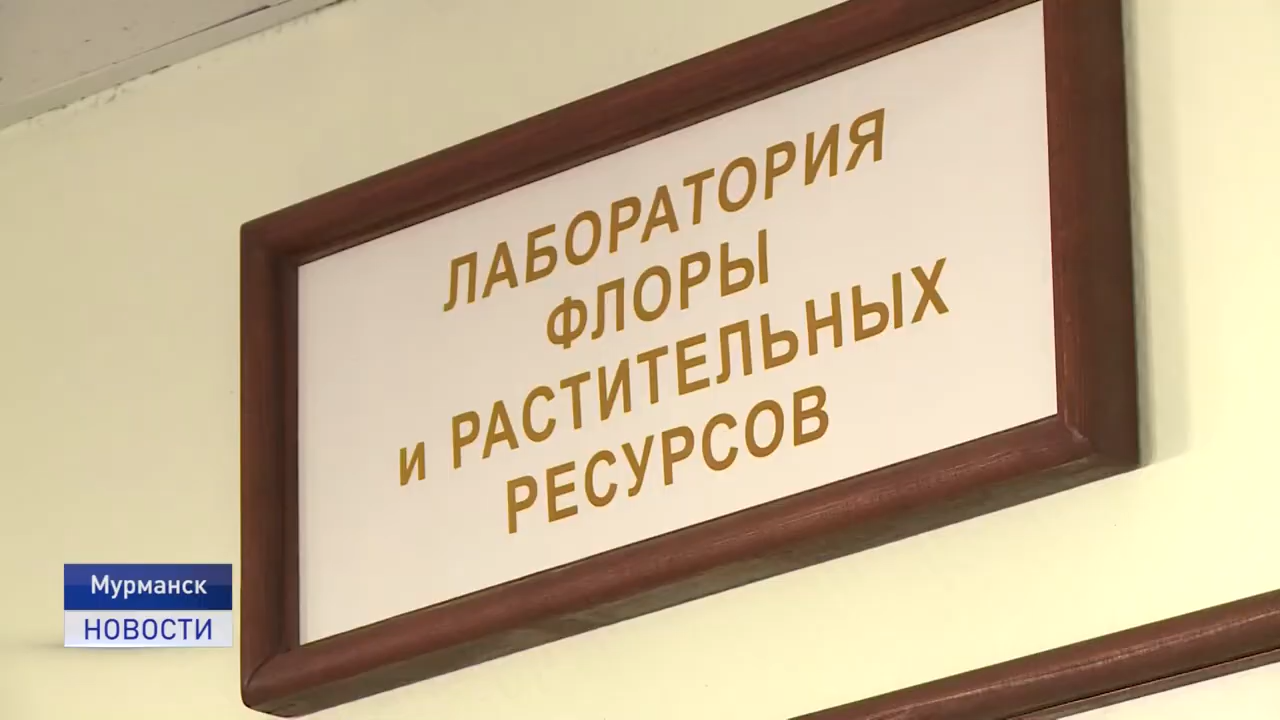 ЛАБОРАТОРИЯ
ФЛОРЫ
и РАСТИТЕЛЬНЫХ
РЕСУРСОВ
Мурманск
НОВОСТИ